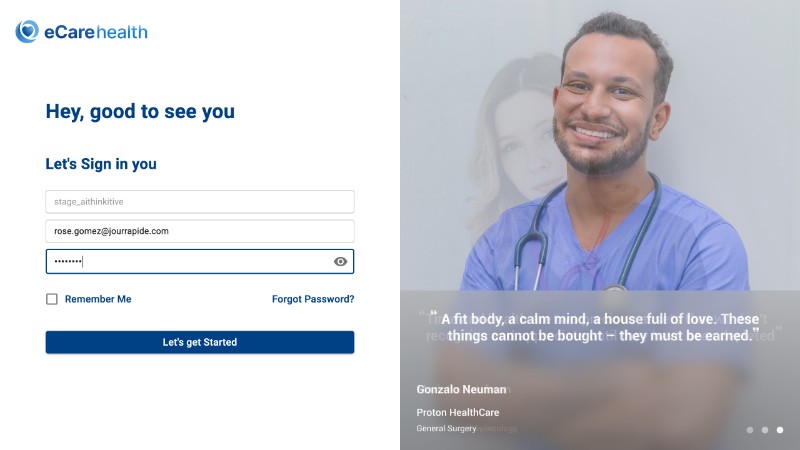 eCarehealth
Hey, good to see you
Let's Sign in you
stage_aithinkitive
rose.gomez@jourrapide.com
••••••••
Remember Me
Forgot Password?
Let's get Started
“ A fit body, a calm mind, a house full of love. These
things cannot be bought – they must be earned.”
Gonzalo Neuman
Proton HealthCare
General Surgery